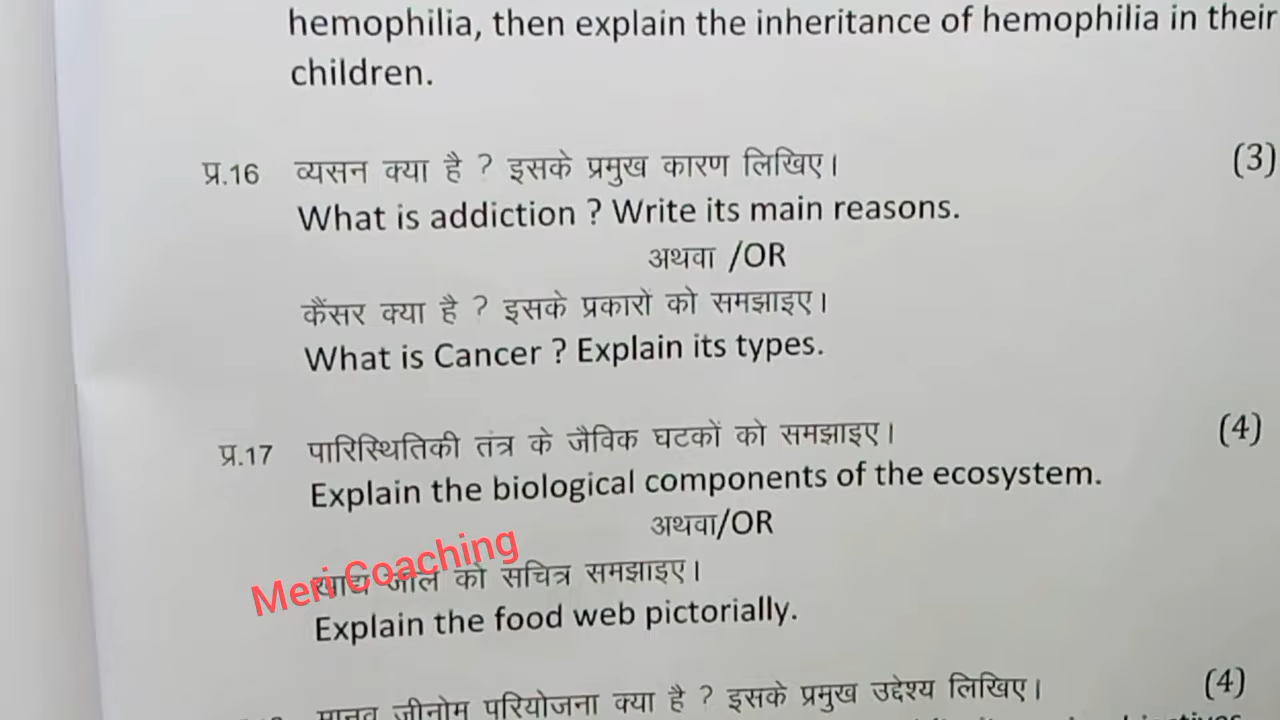 hemophilia, then explain the inheritance of hemophilia in their
children.
प्र.16 व्यसन क्या है ? इसके प्रमुख कारण लिखिए। (3)
What is addiction ? Write its main reasons.
अथवा /OR
कैंसर क्या है ? इसके प्रकारों को समझाइए।
What is Cancer ? Explain its types.
प्र.17 पारिस्थितिकी तंत्र के जैविक घटकों को समझाइए। (4)
Explain the biological components of the ecosystem.
अथवा/OR
Meri Coaching
खाद्य जाल को सचित्र समझाइए।
Explain the food web pictorially.
मानव जीनोम परियोजना क्या है ? इसके प्रमुख उद्देश्य लिखिए। (4)